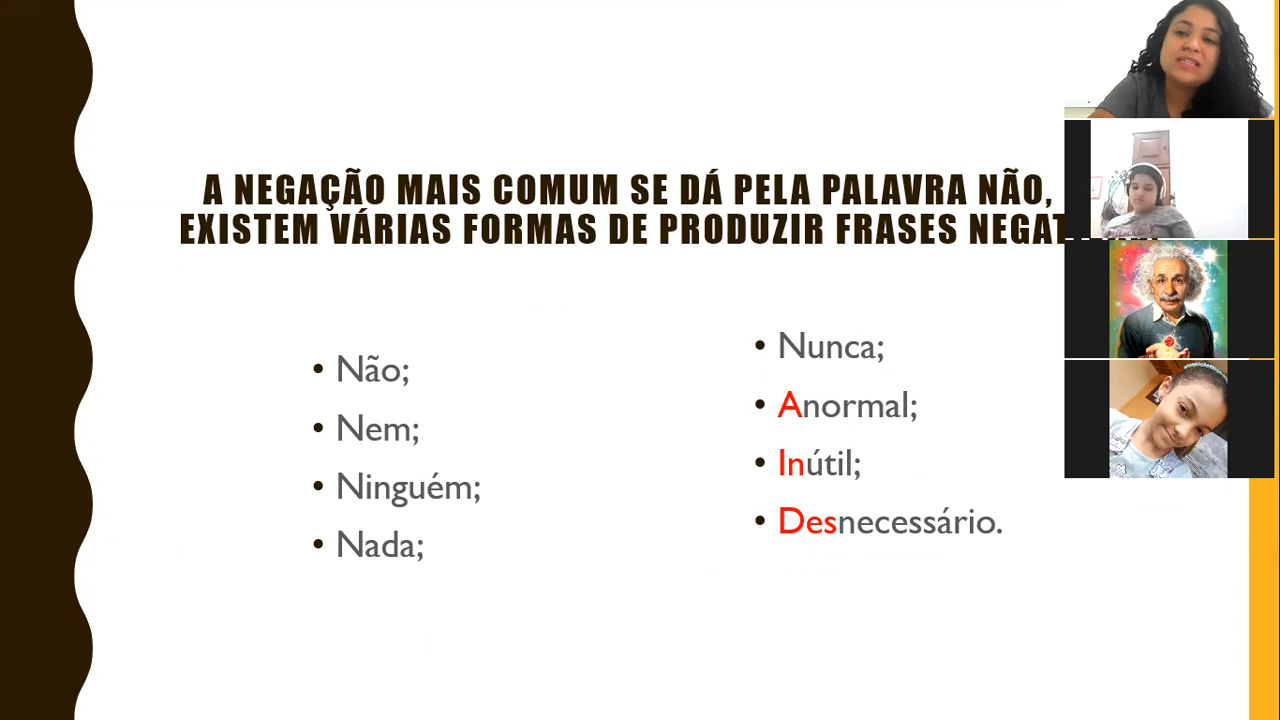 A NEGAÇÃO MAIS COMUM SE DÁ PELA PALAVRA NÃO,
EXISTEM VÁRIAS FORMAS DE PRODUZIR FRASES
• Não;
• Nem;
• Ninguém;
• Nada;
• Nunca;
• Anormal;
• Inútil;
• Desnecessário.